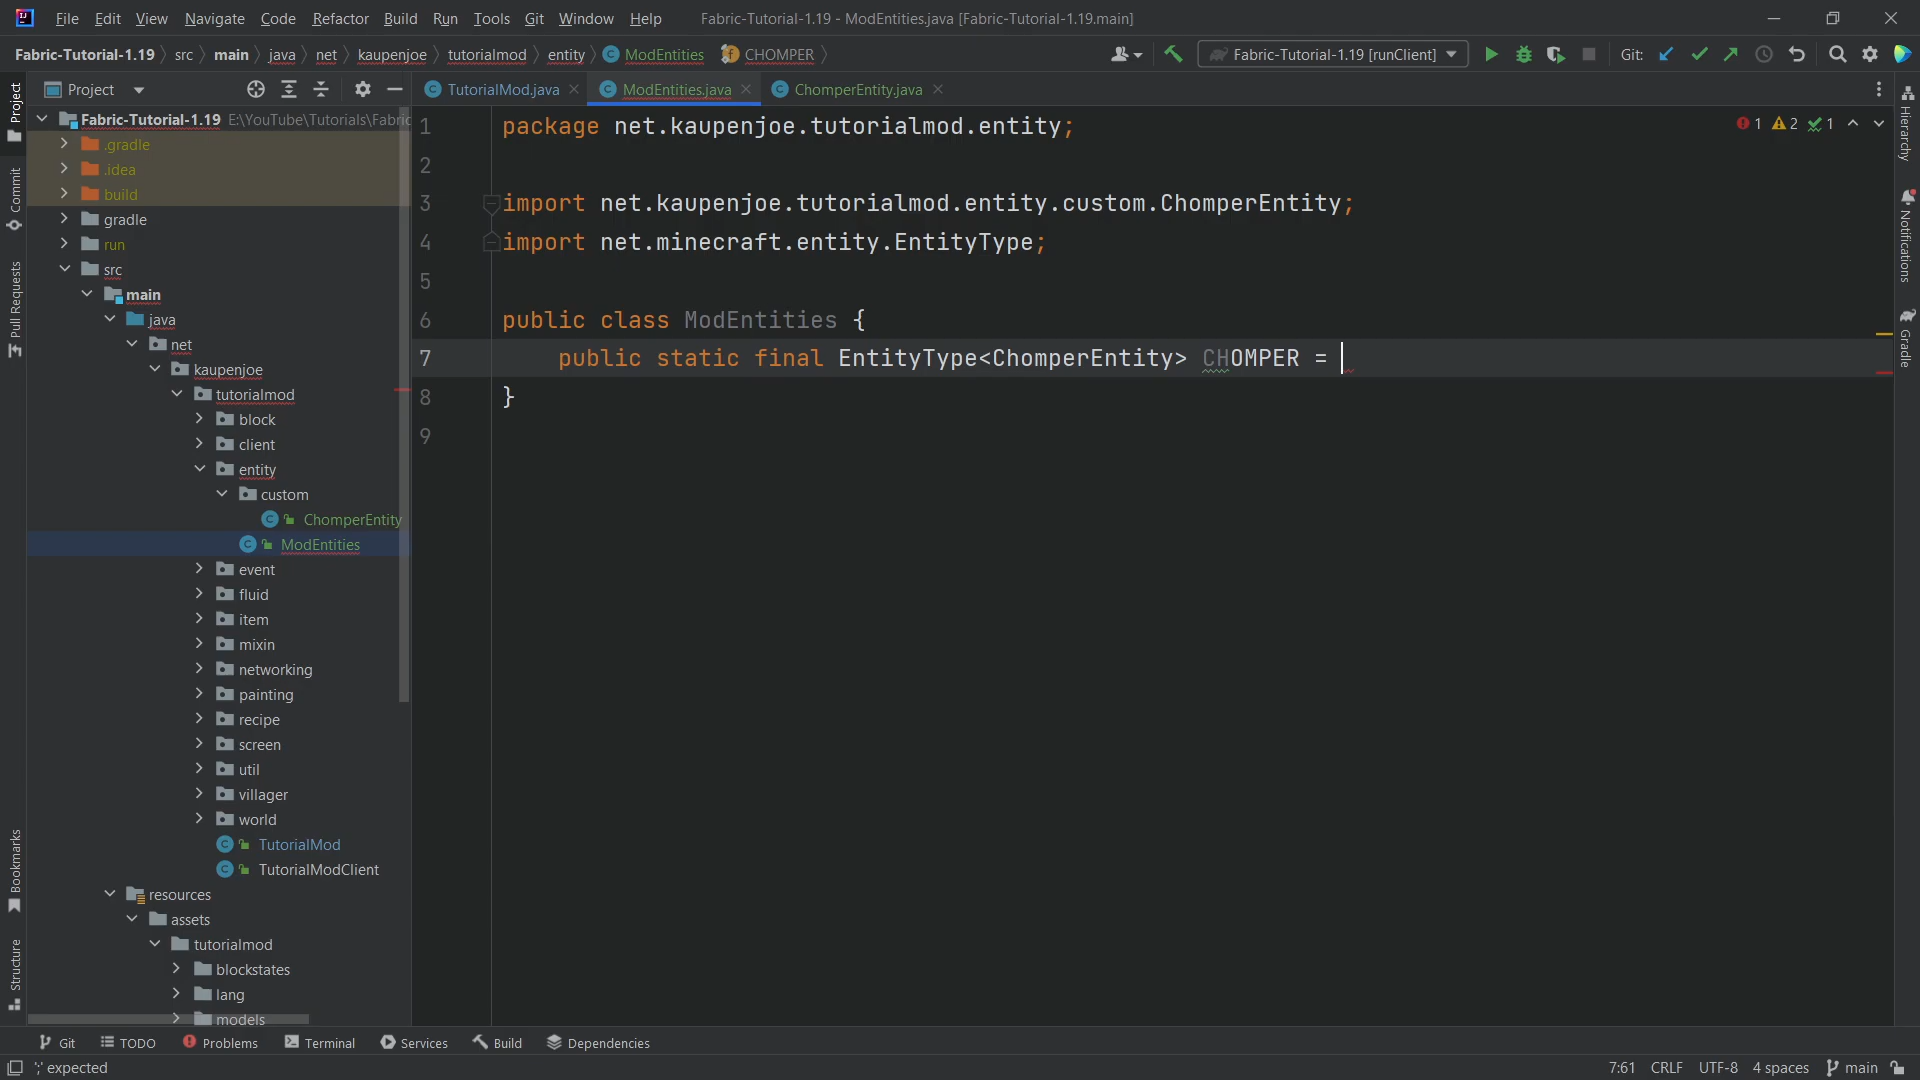 File Edit View Navigate Code Refactor Build Run Tools Git Window Help Fabric-Tutorial-1.19 - ModEntities.java [Fabric-Tutorial-1.19.main]
Fabric-Tutorial-1.19 src main java net kaupenjoe tutorialmod entity ModEntities CHOMPER Fabric-Tutorial-1.19 [runClient] Git:
Project TutorialMod.java ModEntities.java ChomperEntity.java
Fabric-Tutorial-1.19 E:\YouTube\Tutorials\Fabric
.gradle
.idea
build
gradle
run
src
main
java
net
kaupenjoe
tutorialmod
block
client
entity
custom
ChomperEntity
ModEntities
event
fluid
item
mixin
networking
painting
recipe
screen
util
villager
world
TutorialMod
TutorialModClient
resources
assets
tutorialmod
blockstates
lang
models
Project
Commit
Pull Requests
Bookmarks
Structure
1 package net.kaupenjoe.tutorialmod.entity;
2
3 import net.kaupenjoe.tutorialmod.entity.custom.ChomperEntity;
4 import net.minecraft.entity.EntityType;
5
6 public class ModEntities {
7 public static final EntityType<ChomperEntity> CHOMPER =
8 }
9
1 2 1
Hierarchy
Notifications
Gradle
Git TODO Problems Terminal Services Build Dependencies
';' expected 7:61 CRLF UTF-8 4 spaces main